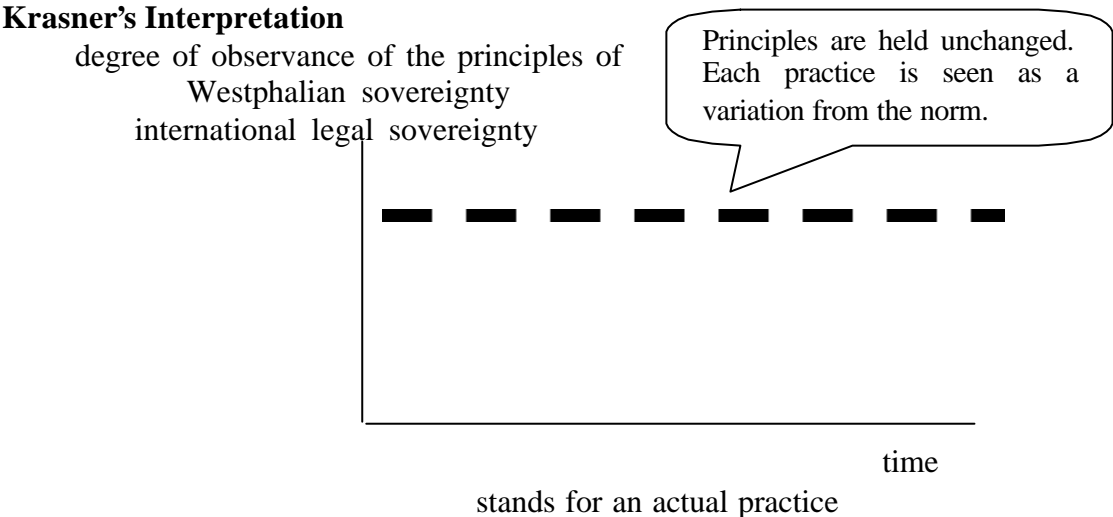 Krasner’s Interpretation
degree of observance of the principles of
Westphalian sovereignty
international legal sovereignty
Principles are held unchanged.
Each practice is seen as a
variation from the norm.
time
stands for an actual practice